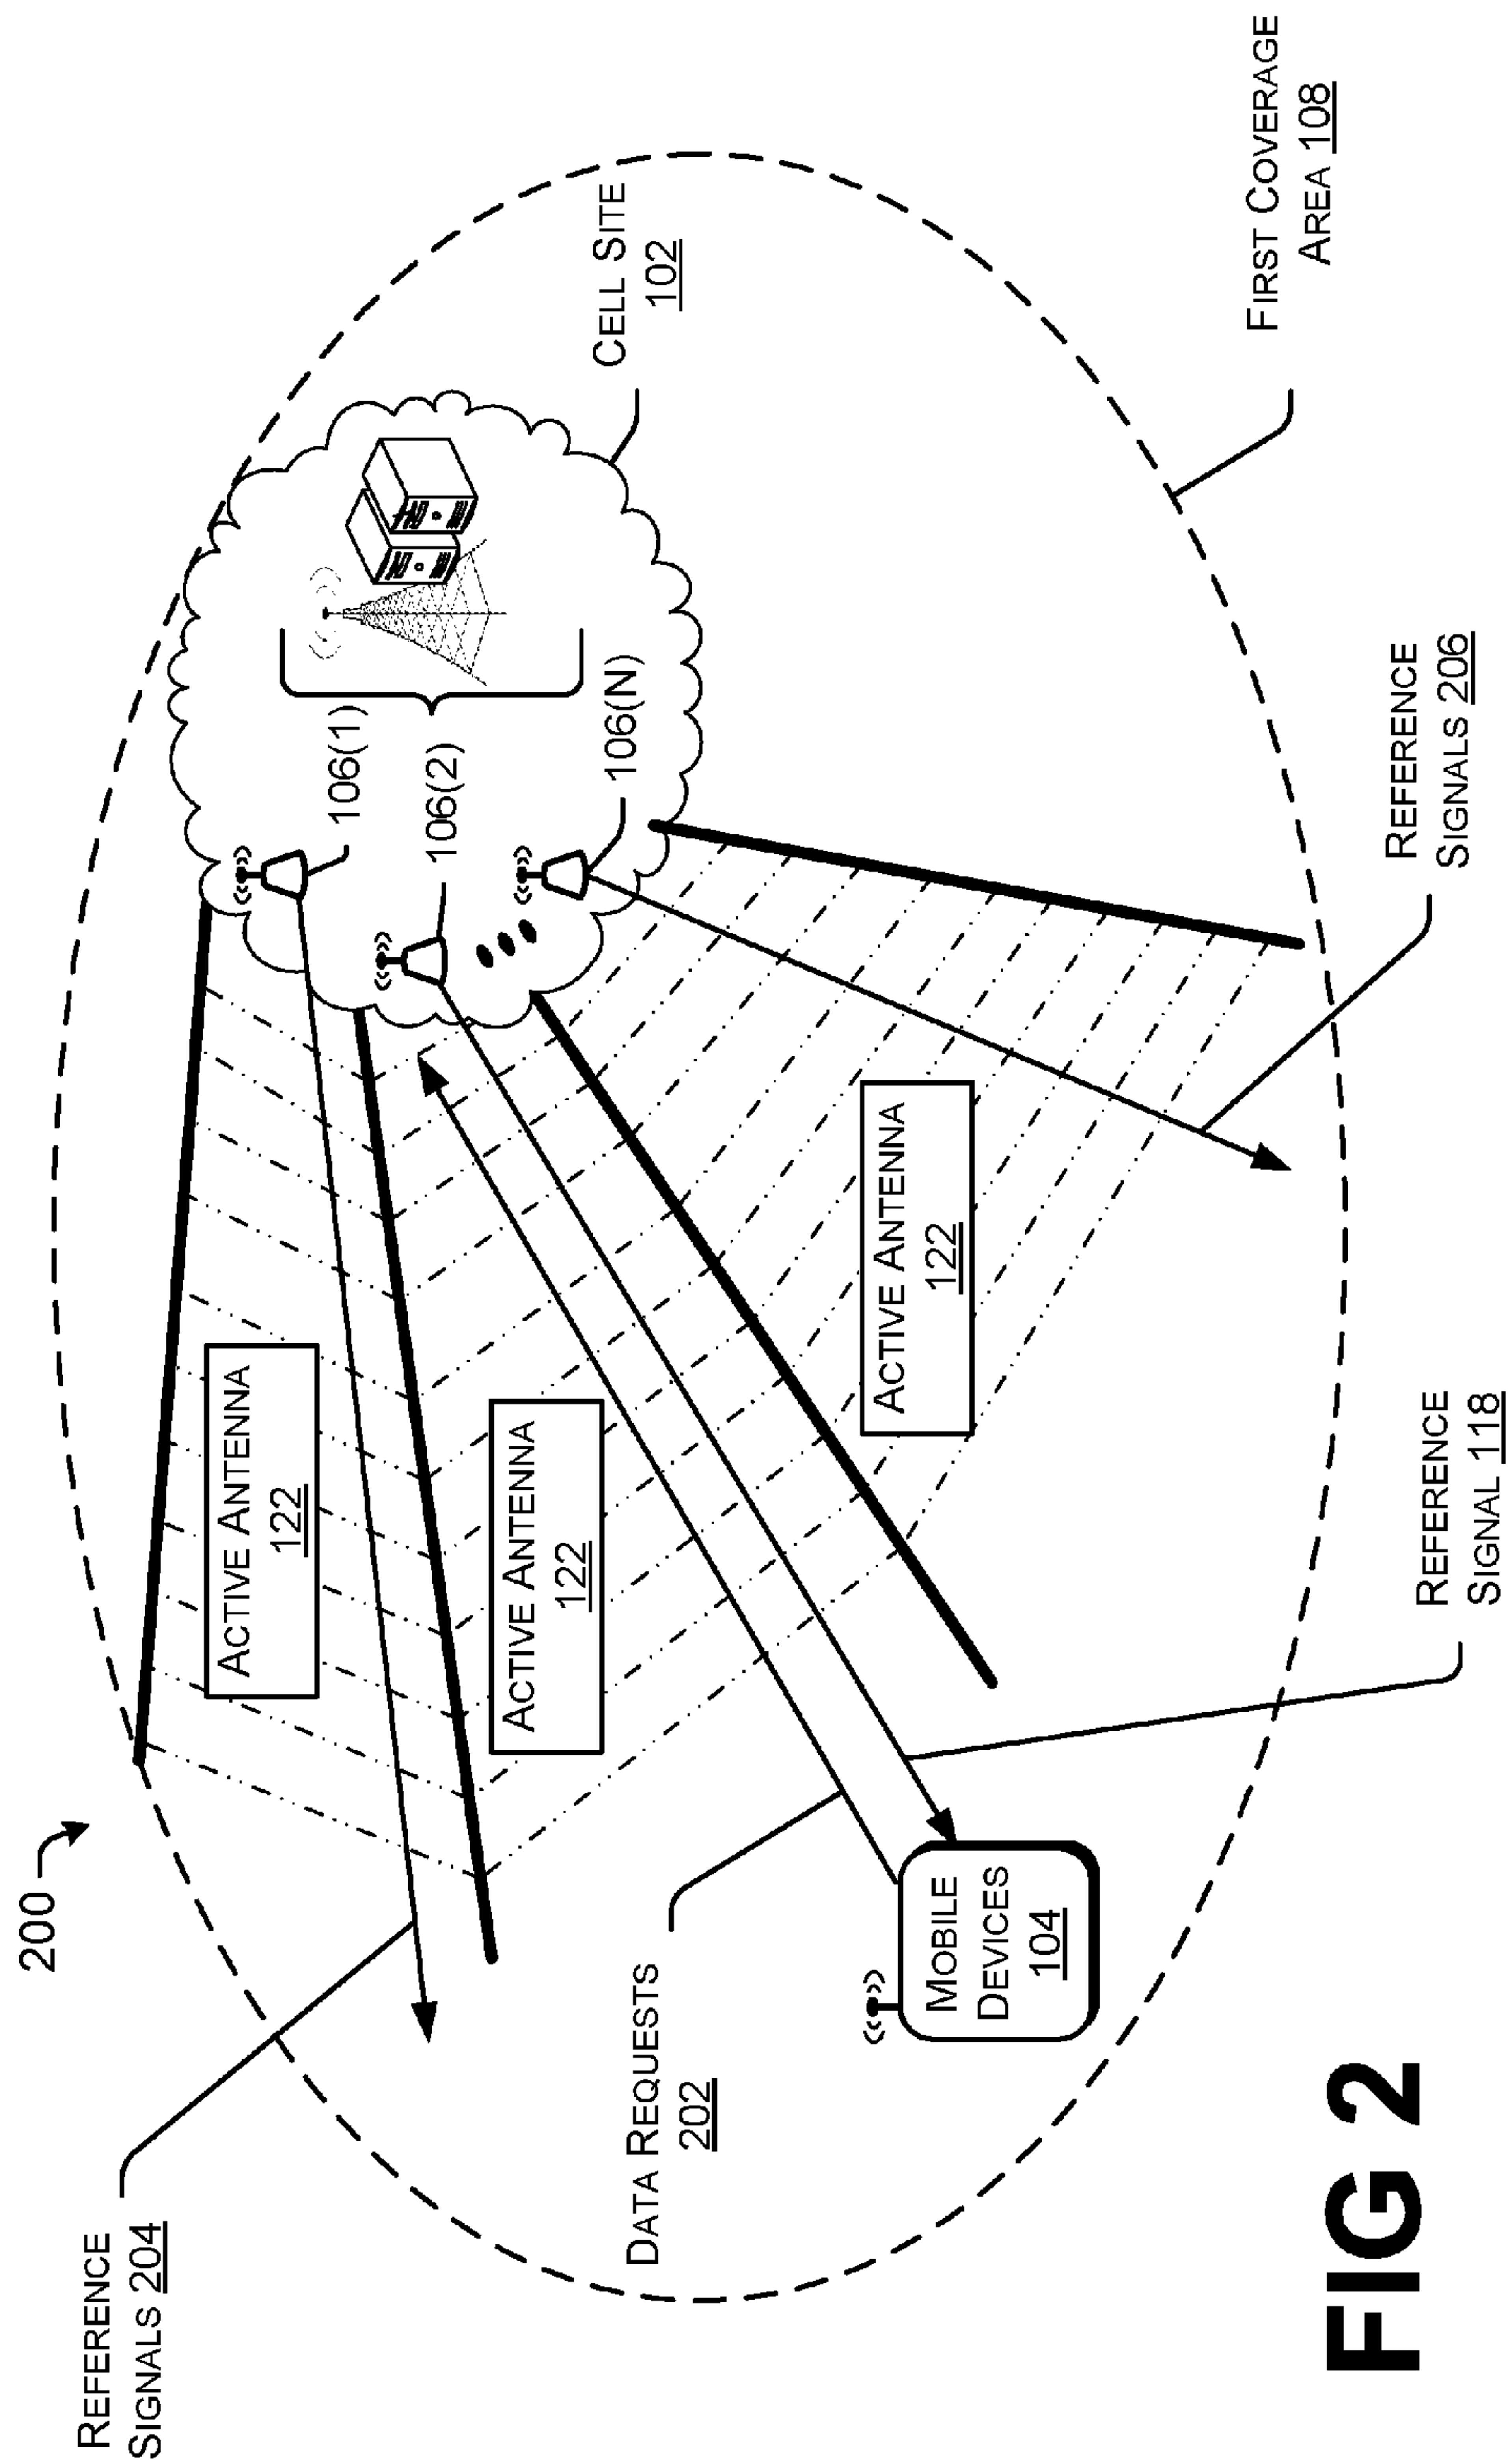 200
REFERENCE
SIGNALS 204
ACTIVE ANTENNA
122
ACTIVE ANTENNA
122
ACTIVE ANTENNA
122
106(1)
106(2)
106(N)
CELL SITE
102
DATA REQUESTS
202
MOBILE
DEVICES
104
FIRST COVERAGE
AREA 108
REFERENCE
SIGNALS 206
REFERENCE
SIGNAL 118
FIG 2